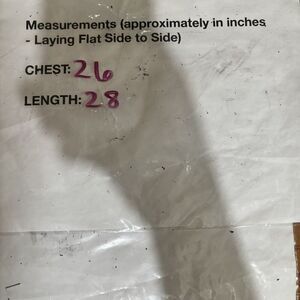 Measurements (approximately in inches
- Laying Flat Side to Side)
CHEST: 26
LENGTH: 28